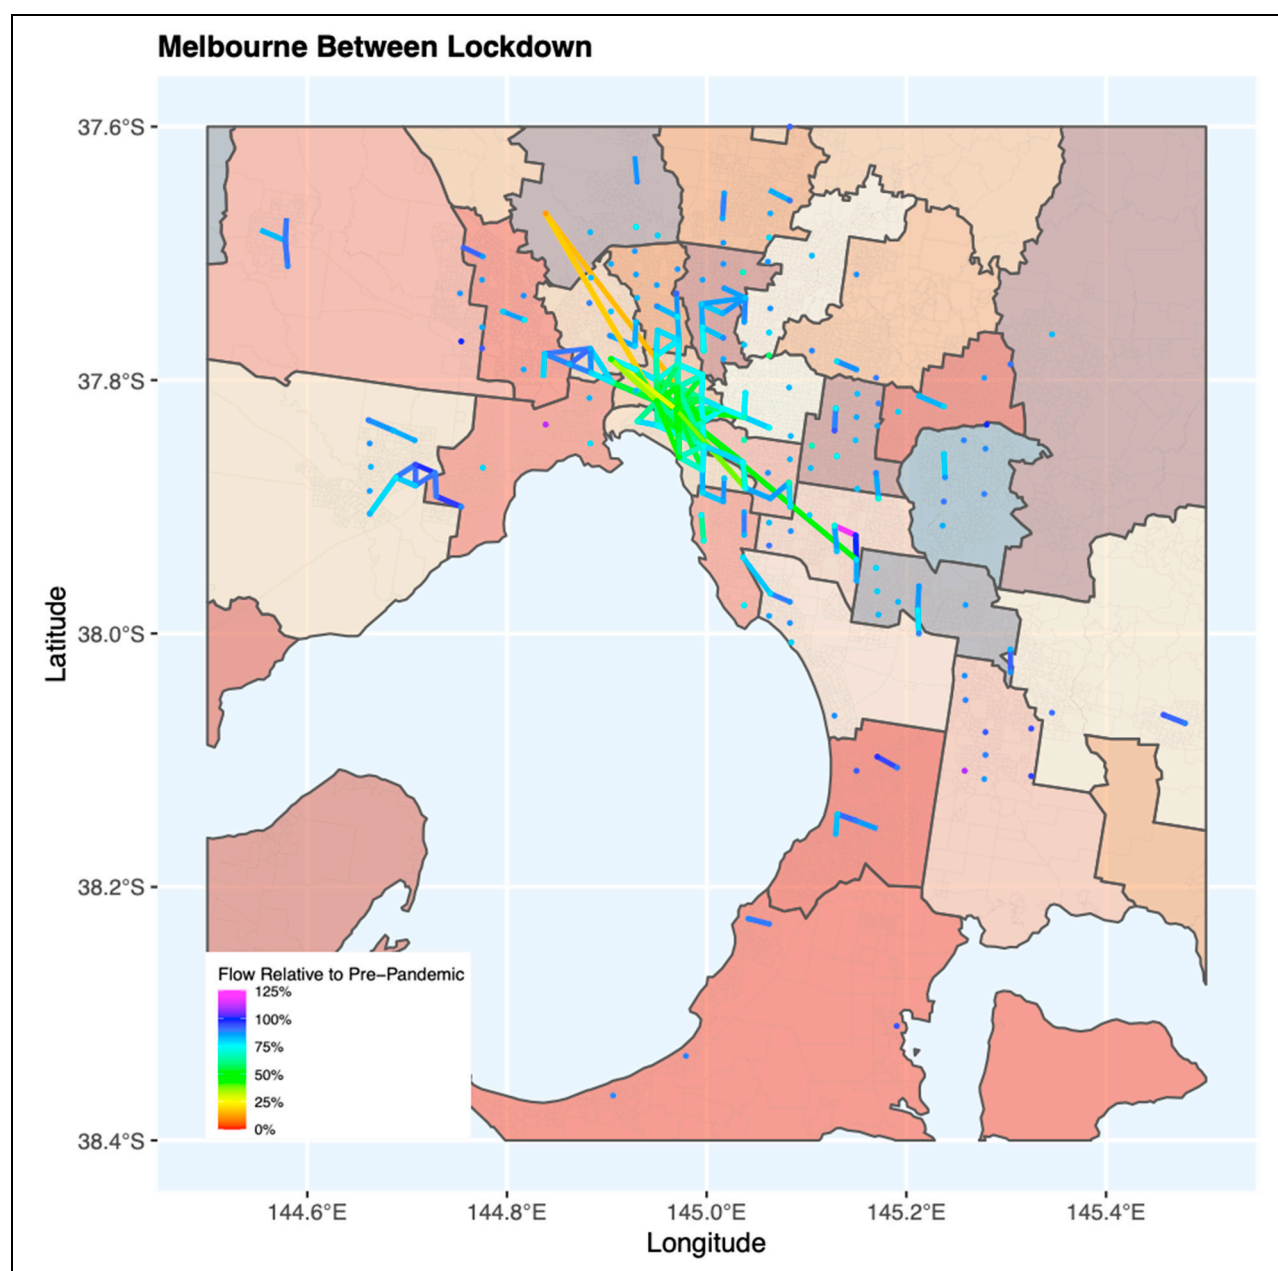 Melbourne Between Lockdown
37.6°S
37.8°S
38.0°S
38.2°S
38.4°S
Latitude
Flow Relative to Pre−Pandemic
125%
100%
75%
50%
25%
0%
144.6°E 144.8°E 145.0°E 145.2°E 145.4°E
Longitude